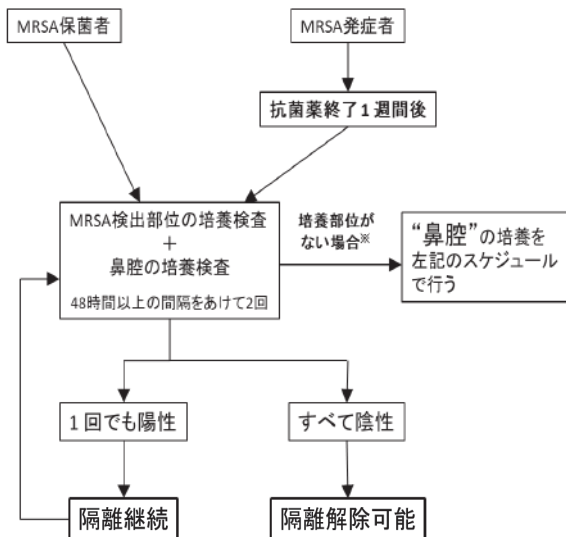 MRSA保菌者
MRSA発症者
抗菌薬終了1週間後
MRSA検出部位の培養検査
+
鼻腔の培養検査
48時間以上の間隔をあけて2回
培養部位が
ない場合※
“鼻腔”の培養を
左記のスケジュール
で行う
1回でも陽性
すべて陰性
隔離継続
隔離解除可能